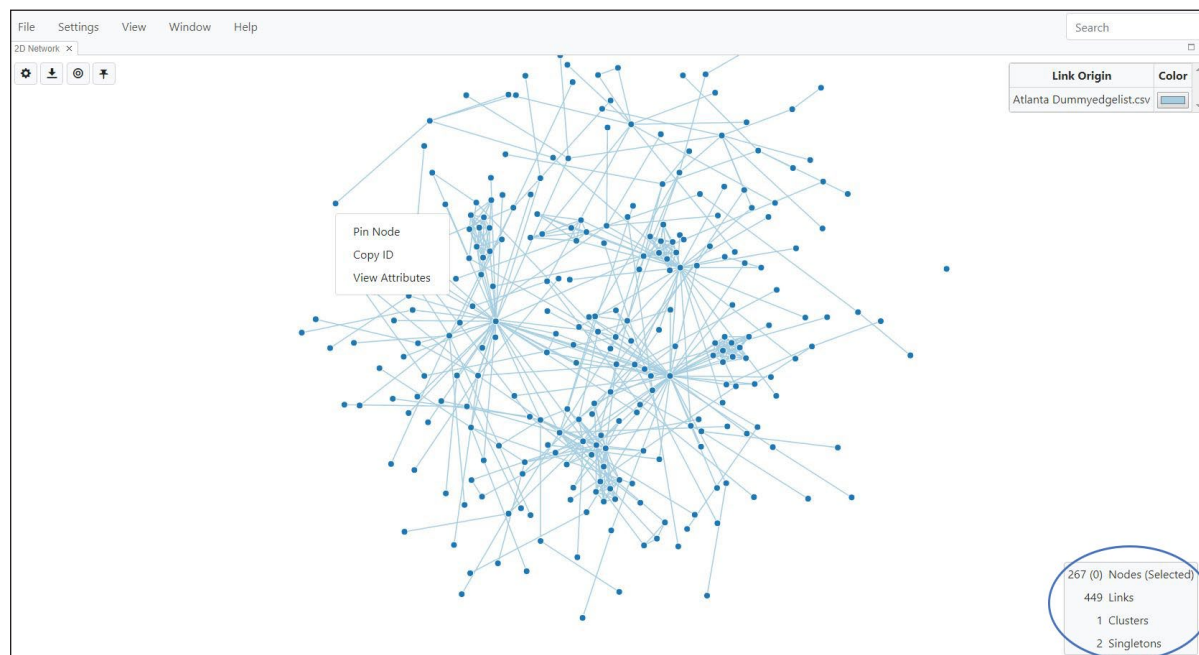 File Settings View Window Help Search
2D Network ×
Link Origin Color
Atlanta Dummyedgelist.csv
Pin Node
Copy ID
View Attributes
267 (0) Nodes (Selected)
449 Links
1 Clusters
2 Singletons